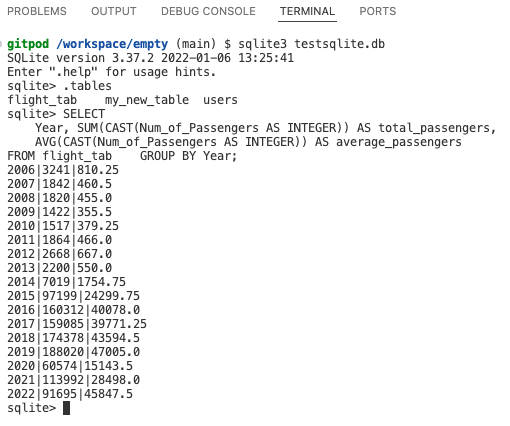 PROBLEMS OUTPUT DEBUG CONSOLE TERMINAL PORTS
gitpod /workspace/empty (main) $ sqlite3 testsqlite.db
SQLite version 3.37.2 2022-01-06 13:25:41
Enter ".help" for usage hints.
sqlite> .tables
flight_tab    my_new_table  users
sqlite> SELECT
    Year, SUM(CAST(Num_of_Passengers AS INTEGER)) AS total_passengers,
    AVG(CAST(Num_of_Passengers AS INTEGER)) AS average_passengers
FROM flight_tab    GROUP BY Year;
2006|3241|810.25
2007|1842|460.5
2008|1820|455.0
2009|1422|355.5
2010|1517|379.25
2011|1864|466.0
2012|2668|667.0
2013|2200|550.0
2014|7019|1754.75
2015|97199|24299.75
2016|160312|40078.0
2017|159085|39771.25
2018|174378|43594.5
2019|188020|47005.0
2020|60574|15143.5
2021|113992|28498.0
2022|91695|45847.5
sqlite>